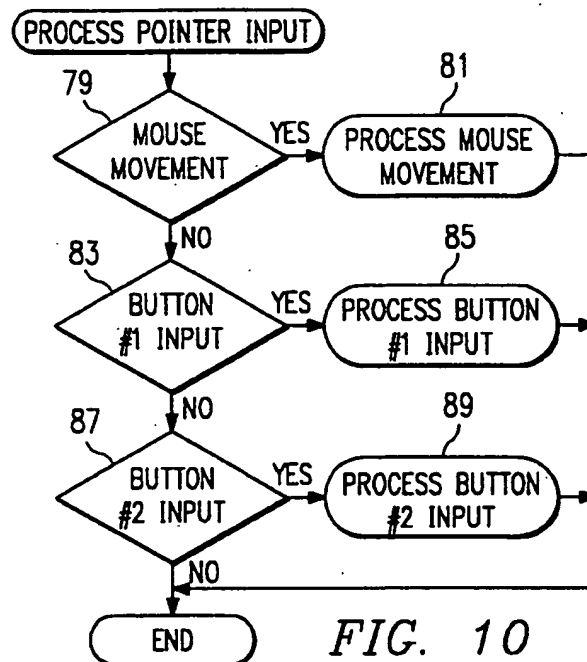 PROCESS POINTER INPUT
79
MOUSE
MOVEMENT
YES
81
PROCESS MOUSE
MOVEMENT
NO
83
BUTTON
#1 INPUT
YES
85
PROCESS BUTTON
#1 INPUT
NO
87
BUTTON
#2 INPUT
YES
89
PROCESS BUTTON
#2 INPUT
NO
END
FIG. 10